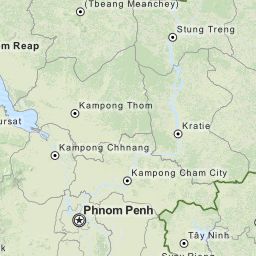 (Tbeang Meanchey)
Stung Treng
m Reap
Kampong Thom
ursat
Kratie
Kampong Chhnang
Kampong Cham City
Phnom Penh
Tây Ninh